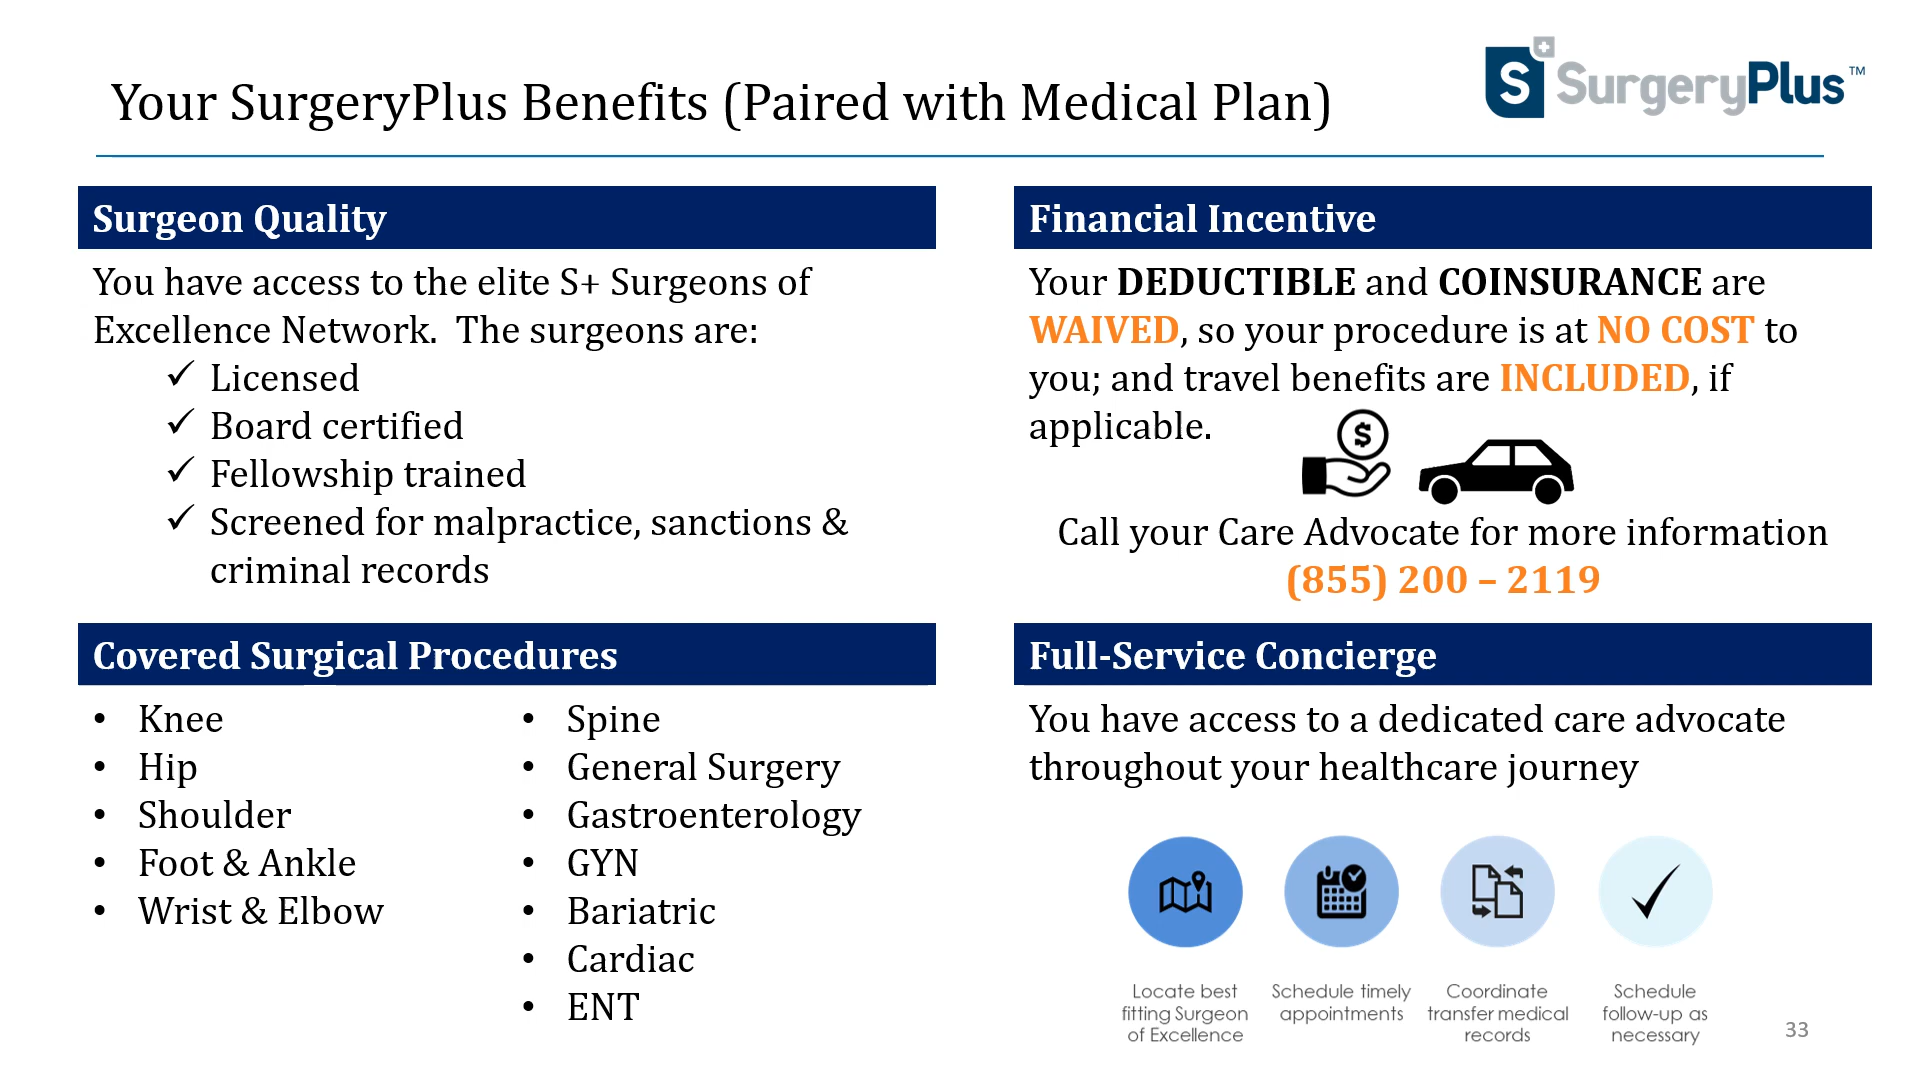 Your SurgeryPlus Benefits (Paired with Medical Plan)
S SurgeryPlus™
Surgeon Quality
You have access to the elite S+ Surgeons of
Excellence Network.  The surgeons are:
✓ Licensed
✓ Board certified
✓ Fellowship trained
✓ Screened for malpractice, sanctions &
criminal records
Financial Incentive
Your DEDUCTIBLE and COINSURANCE are
WAIVED, so your procedure is at NO COST to
you; and travel benefits are INCLUDED, if
applicable.
$
Call your Care Advocate for more information
(855) 200 – 2119
Covered Surgical Procedures
• Knee
• Hip
• Shoulder
• Foot & Ankle
• Wrist & Elbow
• Spine
• General Surgery
• Gastroenterology
• GYN
• Bariatric
• Cardiac
• ENT
Full-Service Concierge
You have access to a dedicated care advocate
throughout your healthcare journey
Locate best
fitting Surgeon
of Excellence
Schedule timely
appointments
Coordinate
transfer medical
records
Schedule
follow-up as
necessary
33